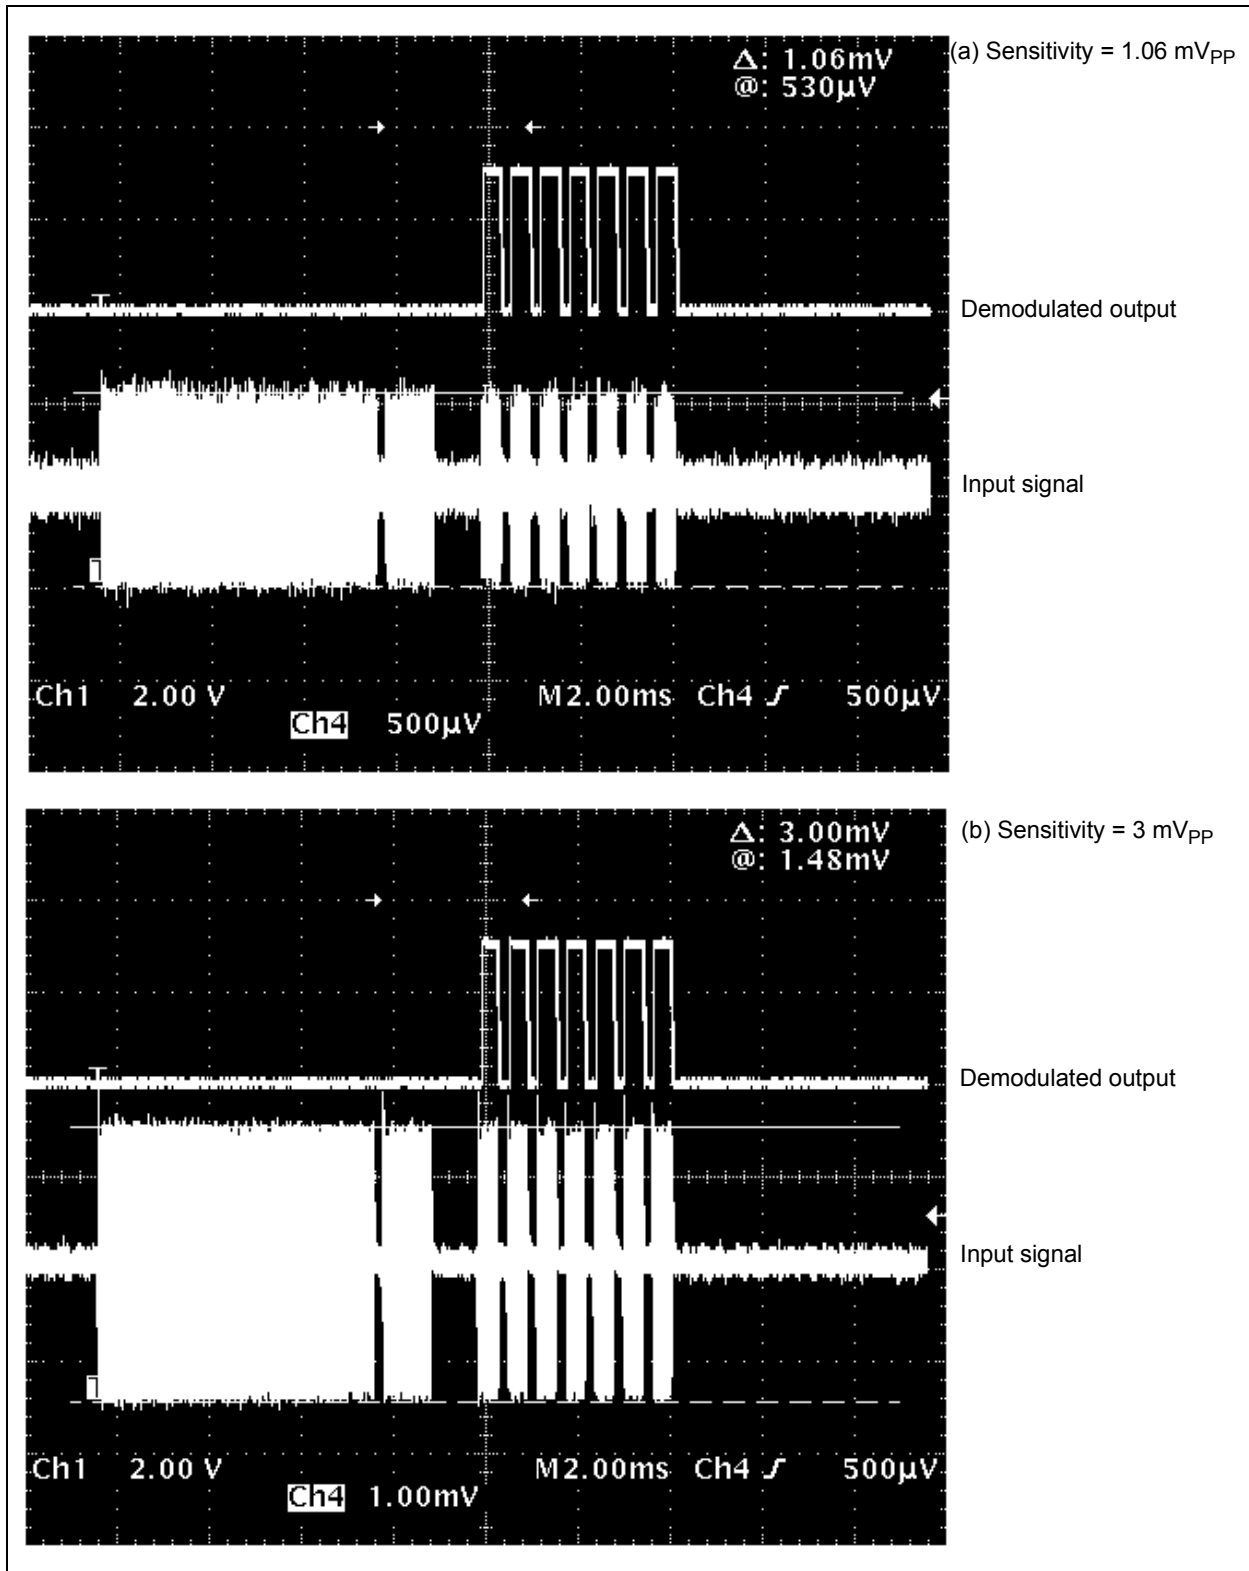 Δ: 1.06mV
@: 530µV
(a) Sensitivity = 1.06 mVPP
Demodulated output
Input signal
Ch1 2.00 V M2.00ms Ch4 500µV
Ch4 500µV
Δ: 3.00mV
@: 1.48mV
(b) Sensitivity = 3 mVPP
Demodulated output
Input signal
Ch1 2.00 V M2.00ms Ch4 500µV
Ch4 1.00mV